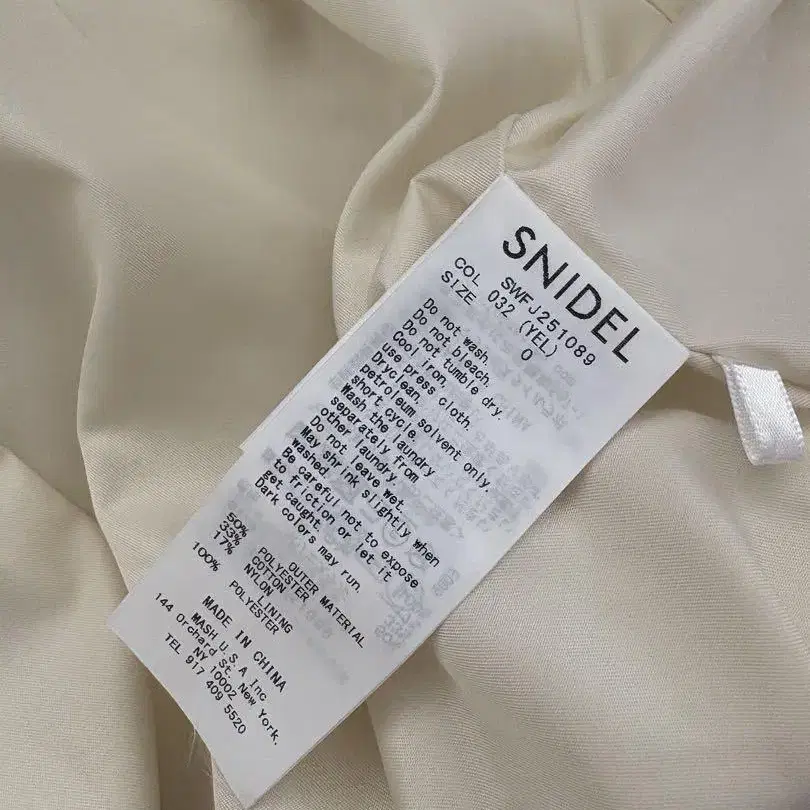 SNIDEL
SWFJ251089
COL 032 (YEL)
SIZE 0
Do not wash.
Do not bleach.
Do not tumble dry.
Cool iron,
use press cloth.
Dryclean,
petroleum solvent only.
short cycle.
Wash the laundry
separately from
other laundry.
Do not leave wet.
May shrink slightly when
washed.
Be careful not to expose
to friction or let it
get caught.
Dark colors may run.
OUTER MATERIAL
50% POLYESTER
33% COTTON
17% NYLON
LINING
100% POLYESTER
MADE IN CHINA
MASH U.S.A Inc
144 Orchard St. New York.
NY 10002
TEL 917 409 5520